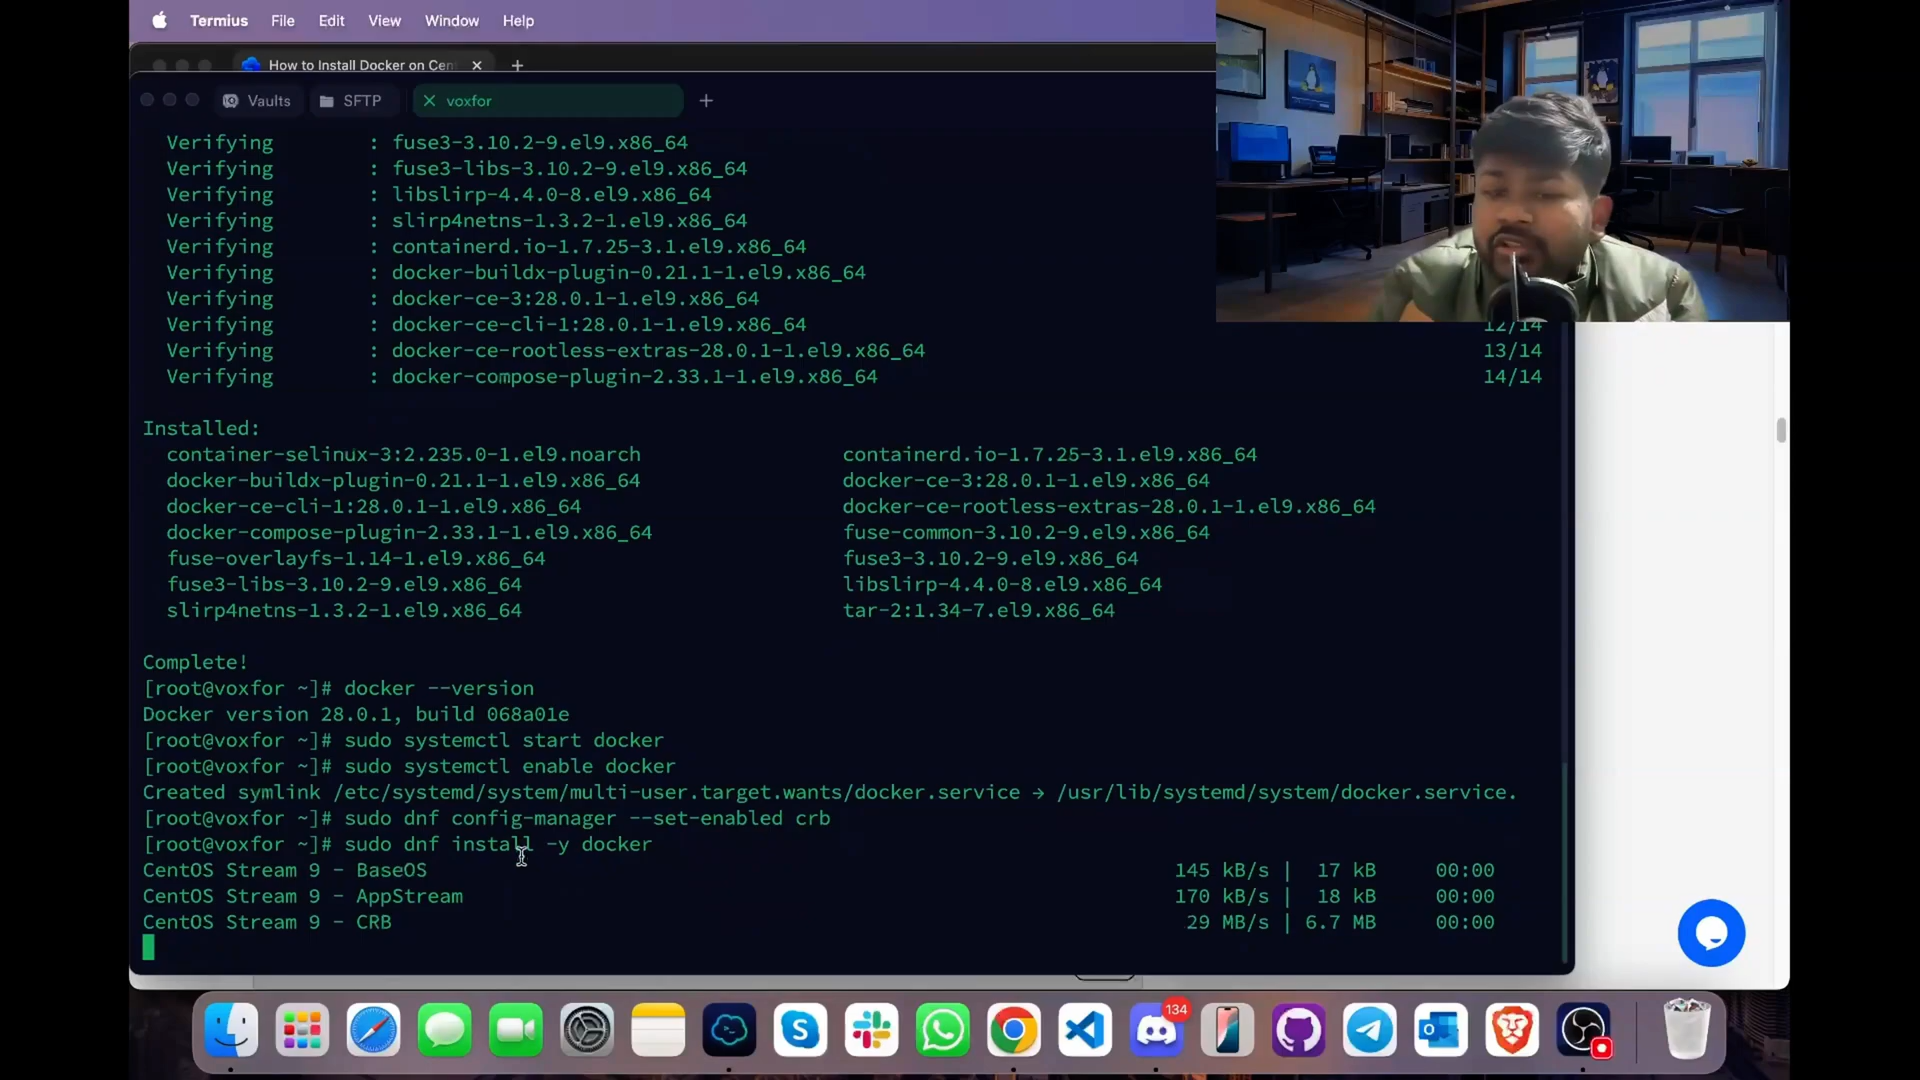 Termius File Edit View Window Help
How to Install Docker on Cen
Vaults SFTP voxfor
Verifying : fuse3-3.10.2-9.el9.x86_64
Verifying : fuse3-libs-3.10.2-9.el9.x86_64
Verifying : libslirp-4.4.0-8.el9.x86_64
Verifying : slirp4netns-1.3.2-1.el9.x86_64
Verifying : containerd.io-1.7.25-3.1.el9.x86_64
Verifying : docker-buildx-plugin-0.21.1-1.el9.x86_64
Verifying : docker-ce-3:28.0.1-1.el9.x86_64
Verifying : docker-ce-cli-1:28.0.1-1.el9.x86_64 12/14
Verifying : docker-ce-rootless-extras-28.0.1-1.el9.x86_64 13/14
Verifying : docker-compose-plugin-2.33.1-1.el9.x86_64 14/14
Installed:
container-selinux-3:2.235.0-1.el9.noarch containerd.io-1.7.25-3.1.el9.x86_64
docker-buildx-plugin-0.21.1-1.el9.x86_64 docker-ce-3:28.0.1-1.el9.x86_64
docker-ce-cli-1:28.0.1-1.el9.x86_64 docker-ce-rootless-extras-28.0.1-1.el9.x86_64
docker-compose-plugin-2.33.1-1.el9.x86_64 fuse-common-3.10.2-9.el9.x86_64
fuse-overlayfs-1.14-1.el9.x86_64 fuse3-3.10.2-9.el9.x86_64
fuse3-libs-3.10.2-9.el9.x86_64 libslirp-4.4.0-8.el9.x86_64
slirp4netns-1.3.2-1.el9.x86_64 tar-2:1.34-7.el9.x86_64
Complete!
[root@voxfor ~]# docker --version
Docker version 28.0.1, build 068a01e
[root@voxfor ~]# sudo systemctl start docker
[root@voxfor ~]# sudo systemctl enable docker
Created symlink /etc/systemd/system/multi-user.target.wants/docker.service → /usr/lib/systemd/system/docker.service.
[root@voxfor ~]# sudo dnf config-manager --set-enabled crb
[root@voxfor ~]# sudo dnf install -y docker
CentOS Stream 9 - BaseOS 145 kB/s | 17 kB 00:00
CentOS Stream 9 - AppStream 170 kB/s | 18 kB 00:00
CentOS Stream 9 - CRB 29 MB/s | 6.7 MB 00:00
134